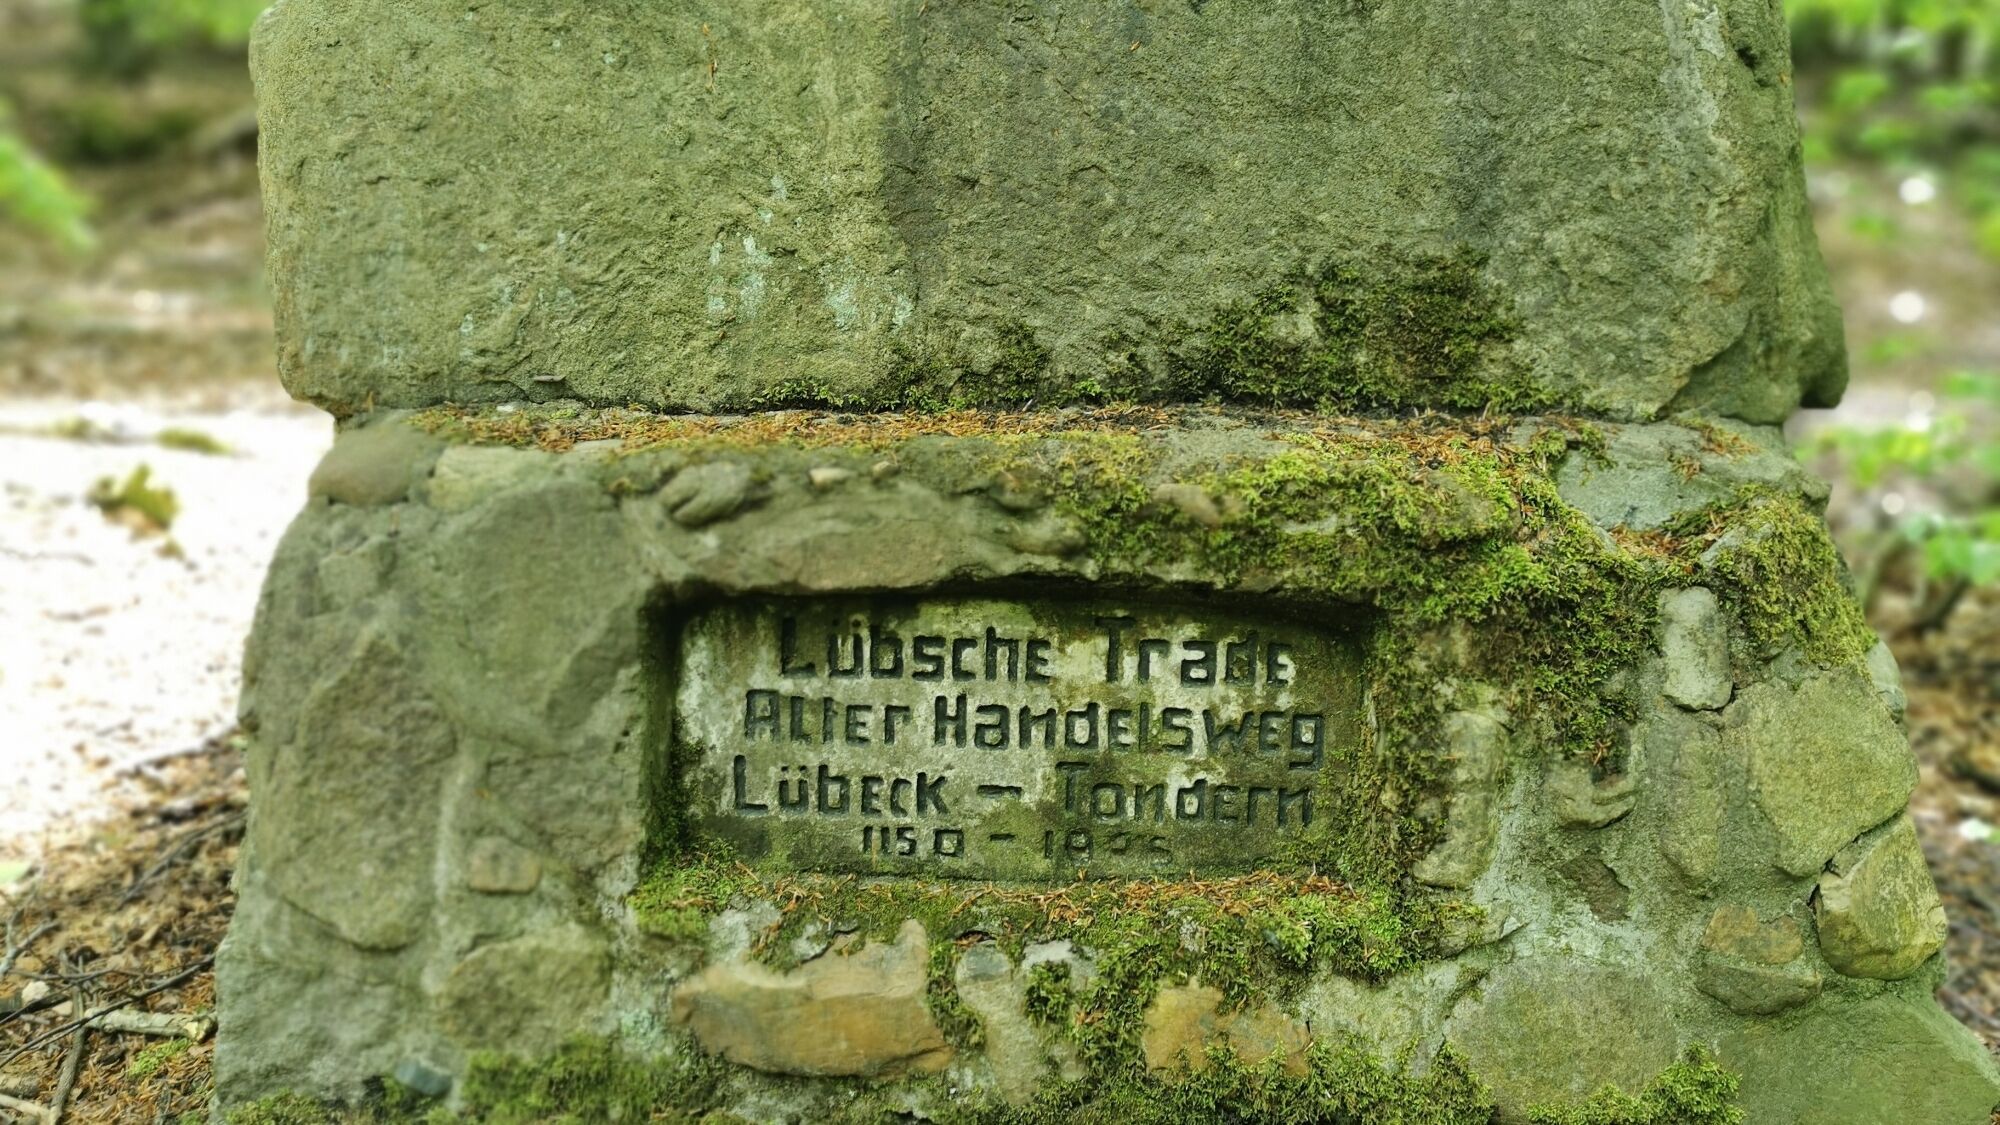 Lübsche Trade
Alter Handelsweg
Lübeck – Tondern
1150 –